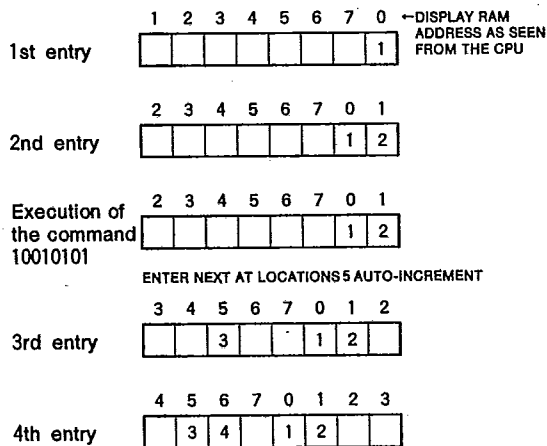 1 2 3 4 5 6 7 0 ←DISPLAY RAM
ADDRESS AS SEEN
FROM THE CPU
1st entry 1
2 3 4 5 6 7 0 1
2nd entry 1 2
2 3 4 5 6 7 0 1
Execution of
the command 1 2
10010101
ENTER NEXT AT LOCATIONS 5 AUTO-INCREMENT
3 4 5 6 7 0 1 2
3rd entry 3 1 2
4 5 6 7 0 1 2 3
4th entry 3 4 1 2